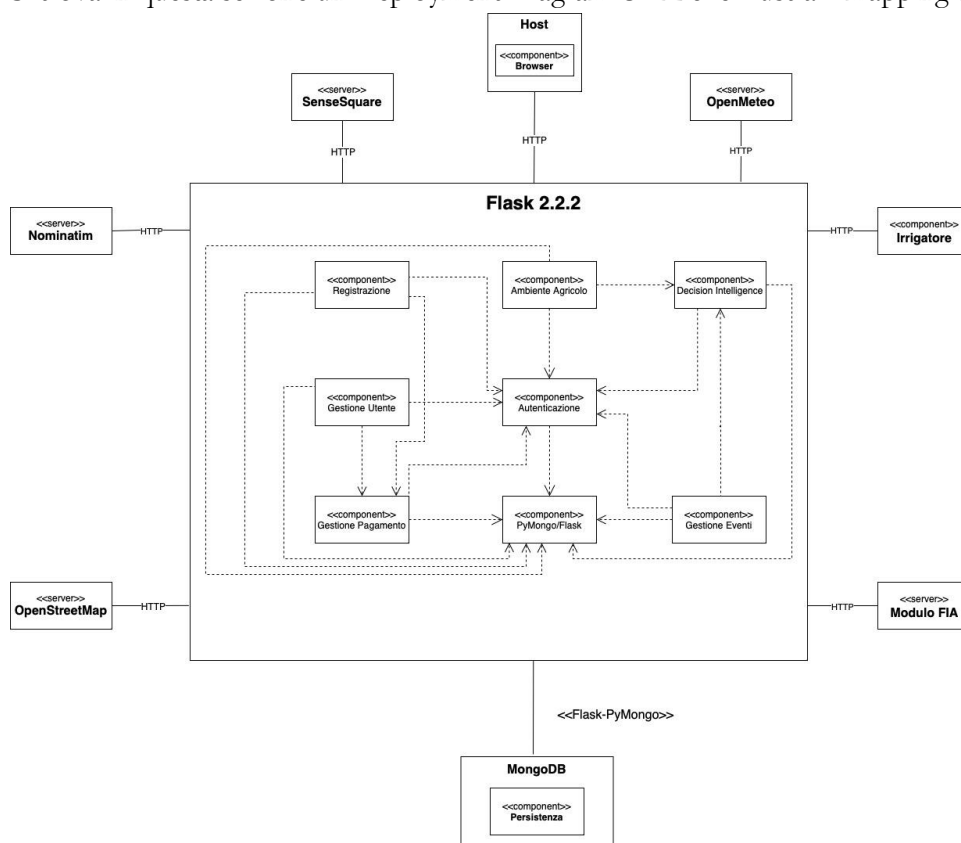 Host
<<component>>
Browser
<<server>>
SenseSquare
<<server>>
OpenMeteo
HTTP
HTTP
HTTP
Flask 2.2.2
<<server>>
Nominatim
HTTP
HTTP
<<component>>
Irrigatore
<<component>>
Registrazione
<<component>>
Ambiente Agricolo
<<component>>
Decision Intelligence
<<component>>
Gestione Utente
<<component>>
Autenticazione
<<component>>
Gestione Pagamento
<<component>>
PyMongo/Flask
<<component>>
Gestione Eventi
<<server>>
OpenStreetMap
HTTP
HTTP
<<server>>
Modulo FIA
<<Flask-PyMongo>>
MongoDB
<<component>>
Persistenza